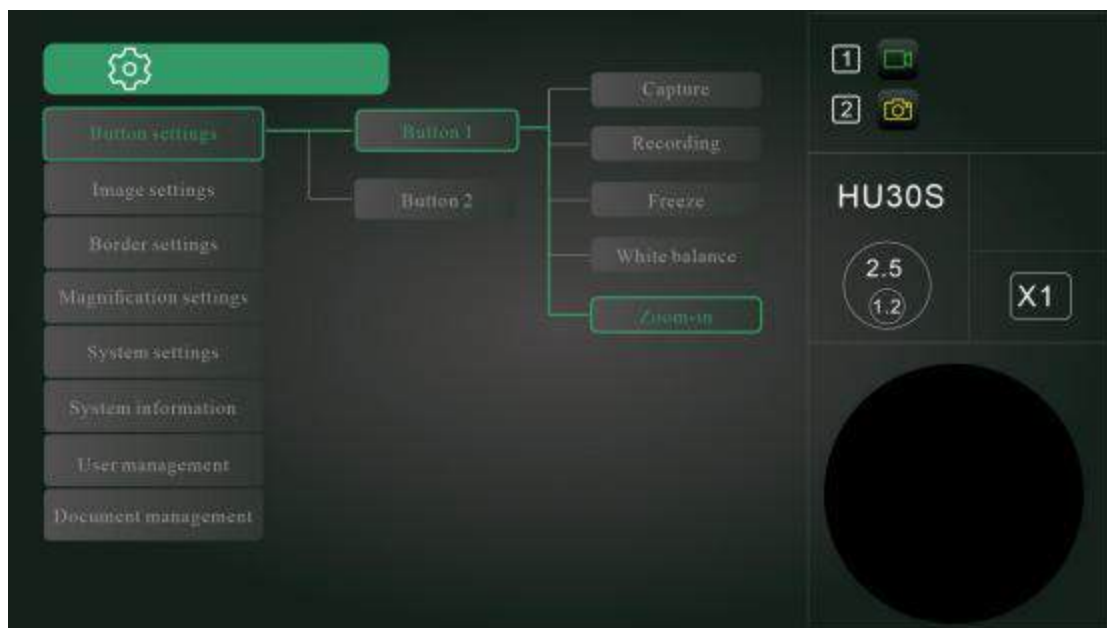 Button settings
Image settings
Border settings
Magnification settings
System settings
System information
User management
Document management
Button 1
Button 2
Capture
Recording
Freeze
White balance
Zoom-in
1
2
HU30S
2.5
1.2
X1